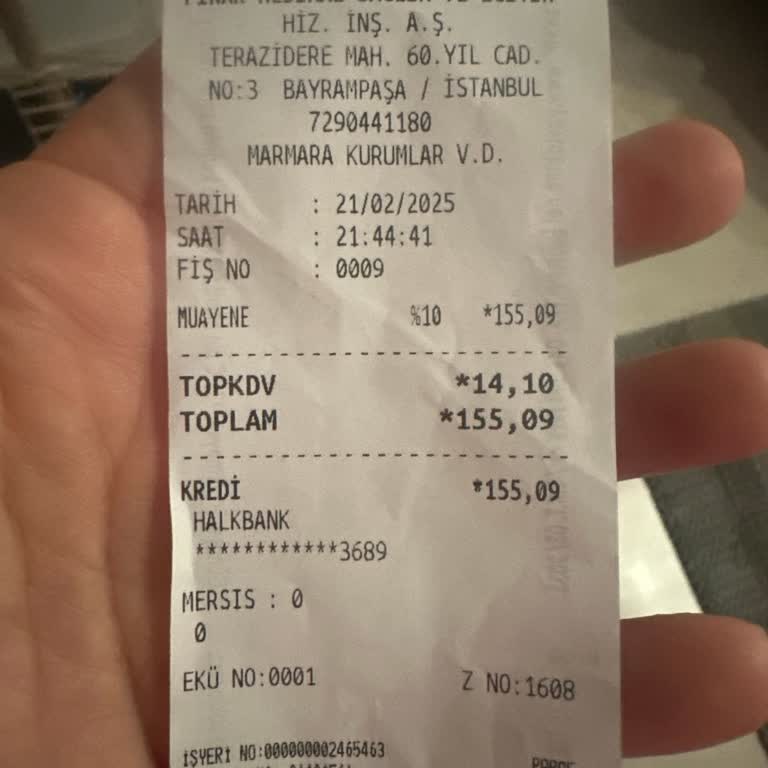 HİZ. İNŞ. A.Ş.
TERAZİDERE MAH. 60.YIL CAD.
NO:3 BAYRAMPAŞA / İSTANBUL
7290441180
MARMARA KURUMLAR V.D.
TARİH : 21/02/2025
SAAT : 21:44:41
FİŞ NO : 0009
MUAYENE %10 *155,09
TOPKDV *14,10
TOPLAM *155,09
KREDİ *155,09
HALKBANK
************3689
MERSIS : 0
0
EKÜ NO:0001 Z NO:1608
İŞYERİ NO:000000002465463